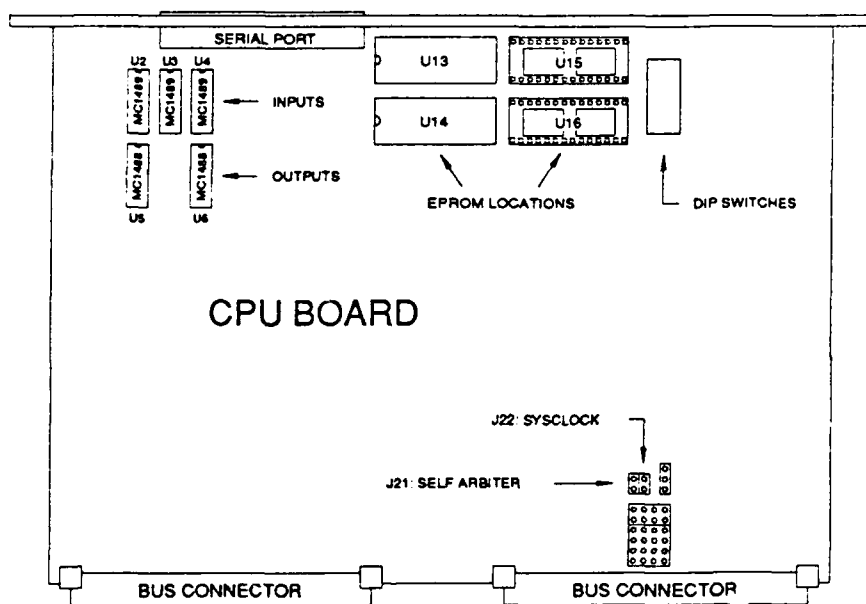 SERIAL PORT
U2 U3 U4
MC1489 MC1489 MC1489
INPUTS
MC1488 MC1488
OUTPUTS
U5 U6
U13 U15
U14 U16
EPROM LOCATIONS
DIP SWITCHES
CPU BOARD
J22: SYSCLOCK
J21: SELF ARBITER
BUS CONNECTOR BUS CONNECTOR